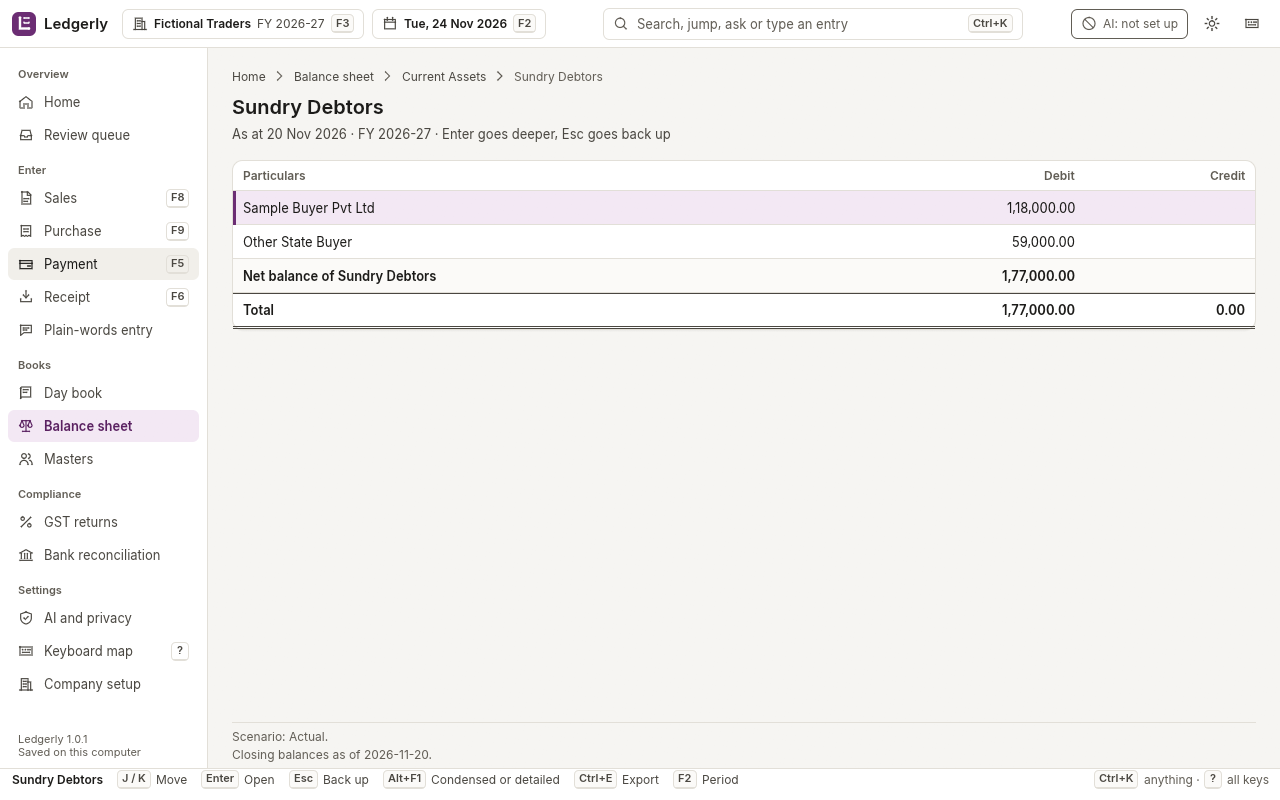 Ledgerly
Fictional Traders FY 2026-27 F3
Tue, 24 Nov 2026 F2
Search, jump, ask or type an entry Ctrl+K
AI: not set up
Overview
Home
Review queue
Enter
Sales F8
Purchase F9
Payment F5
Receipt F6
Plain-words entry
Books
Day book
Balance sheet
Masters
Compliance
GST returns
Bank reconciliation
Settings
AI and privacy
Keyboard map ?
Company setup
Ledgerly 1.0.1
Saved on this computer
Home Balance sheet Current Assets Sundry Debtors
Sundry Debtors
As at 20 Nov 2026 · FY 2026-27 · Enter goes deeper, Esc goes back up
Particulars Debit Credit
Sample Buyer Pvt Ltd 1,18,000.00
Other State Buyer 59,000.00
Net balance of Sundry Debtors 1,77,000.00
Total 1,77,000.00 0.00
Scenario: Actual.
Closing balances as of 2026-11-20.
Sundry Debtors J / K Move Enter Open Esc Back up Alt+F1 Condensed or detailed Ctrl+E Export F2 Period Ctrl+K anything · ? all keys